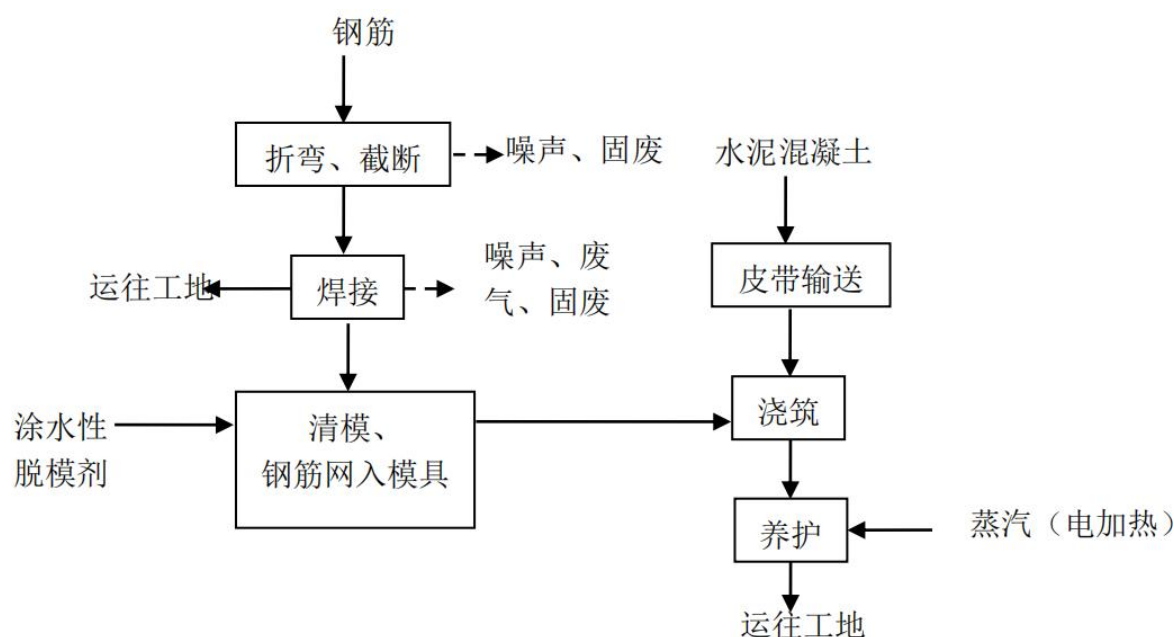 钢筋
折弯、截断
噪声、固废
水泥混凝土
运往工地
焊接
噪声、废
气、固废
皮带输送
涂水性
脱模剂
清模、
钢筋网入模具
浇筑
养护
蒸汽（电加热）
运往工地